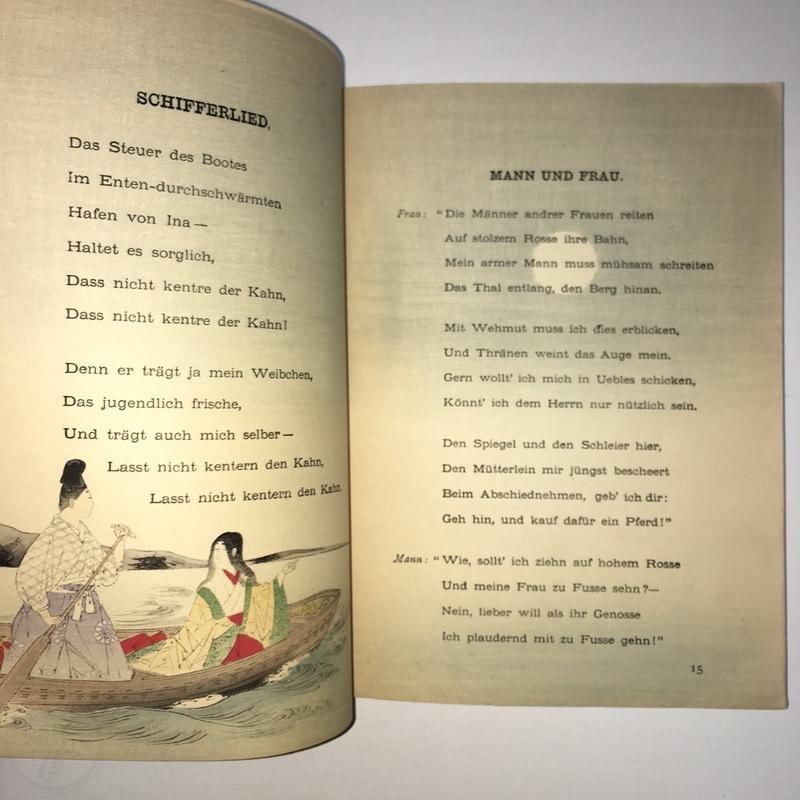 SCHIFFERLIED.
Das Steuer des Bootes
Im Enten-durchschwärmten
Hafen von Ina—
Haltet es sorglich,
Dass nicht kentre der Kahn,
Dass nicht kentre der Kahn!
Denn er trägt ja mein Weibchen,
Das jugendlich frische,
Und trägt auch mich selber—
Lasst nicht kentern den Kahn,
Lasst nicht kentern den Kahn.
MANN UND FRAU.
Frau: "Die Männer andrer Frauen reiten
Auf stolzem Rosse ihre Bahn,
Mein armer Mann muss mühsam schreiten
Das Thal entlang, den Berg hinan.
Mit Wehmut muss ich dies erblicken,
Und Thränen weint das Auge mein.
Gern wollt' ich mich in Uebles schicken,
Könnt' ich dem Herrn nur nützlich sein.
Den Spiegel und den Schleier hier,
Den Mütterlein mir jüngst bescheert
Beim Abschiednehmen, geb' ich dir:
Geh hin, und kauf dafür ein Pferd!"
Mann: "Wie, sollt' ich ziehn auf hohem Rosse
Und meine Frau zu Fusse sehn?—
Nein, lieber will als ihr Genosse
Ich plaudernd mit zu Fusse gehn!"
15